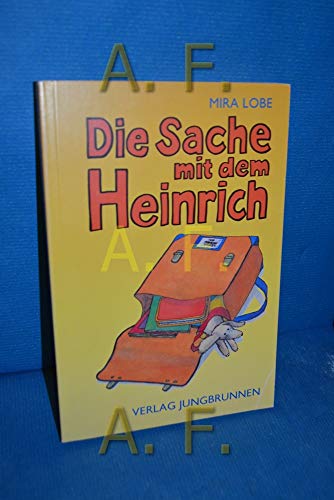 A. F.
MIRA LOBE
Die Sache
mit dem
Heinrich
A. F.
VERLAG JUNGBRUNNEN
A. F.